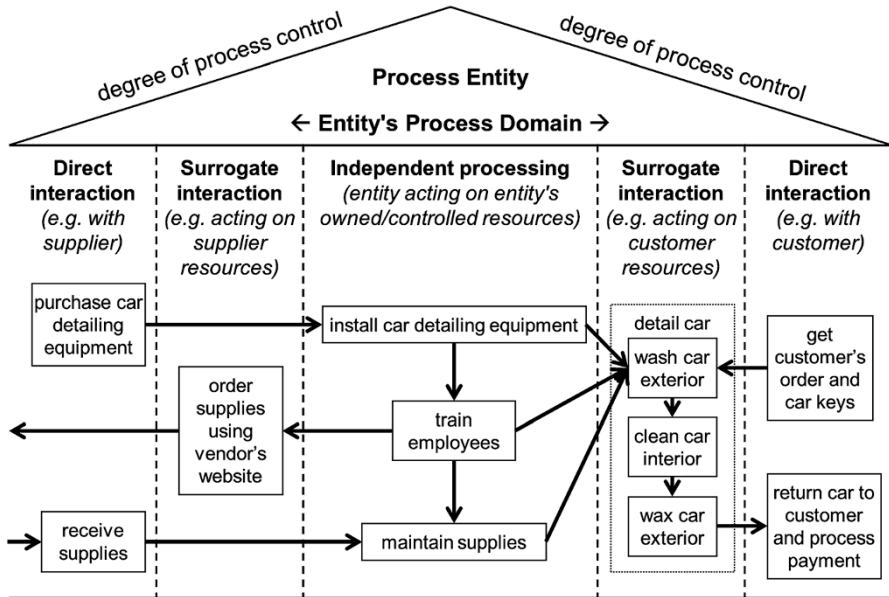 degree of process control
degree of process control
Process Entity
← Entity's Process Domain →
Direct
interaction
(e.g. with
supplier)
Surrogate
interaction
(e.g. acting on
supplier
resources)
Independent processing
(entity acting on entity's
owned/controlled resources)
Surrogate
interaction
(e.g. acting on
customer
resources)
Direct
interaction
(e.g. with
customer)
purchase car
detailing
equipment
install car detailing equipment
detail car
wash car
exterior
get
customer's
order and
car keys
order
supplies
using
vendor's
website
train
employees
clean car
interior
receive
supplies
maintain supplies
wax car
exterior
return car to
customer
and process
payment